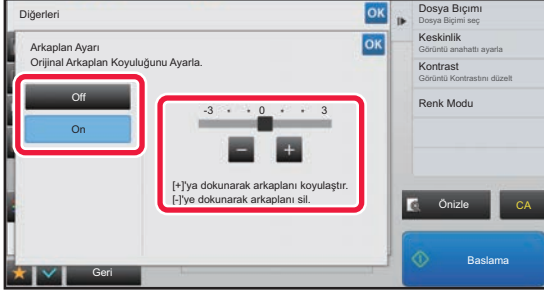 Diğerleri
OK
Arkaplan Ayarı
OK
Orijinal Arkaplan Koyuluğunu Ayarla.
Off
On
-3 • • 0 • • 3
− +
[+]'ya dokunarak arkaplanı koyulaştır.
[-]'ye dokunarak arkaplanı sil.
Geri
Dosya Bıçımı
Dosya Biçimi seç
Keskinlik
Görüntü anahattı ayarla
Kontrast
Görüntü Kontrastını düzelt
Renk Modu
Önizle
CA
Baslama